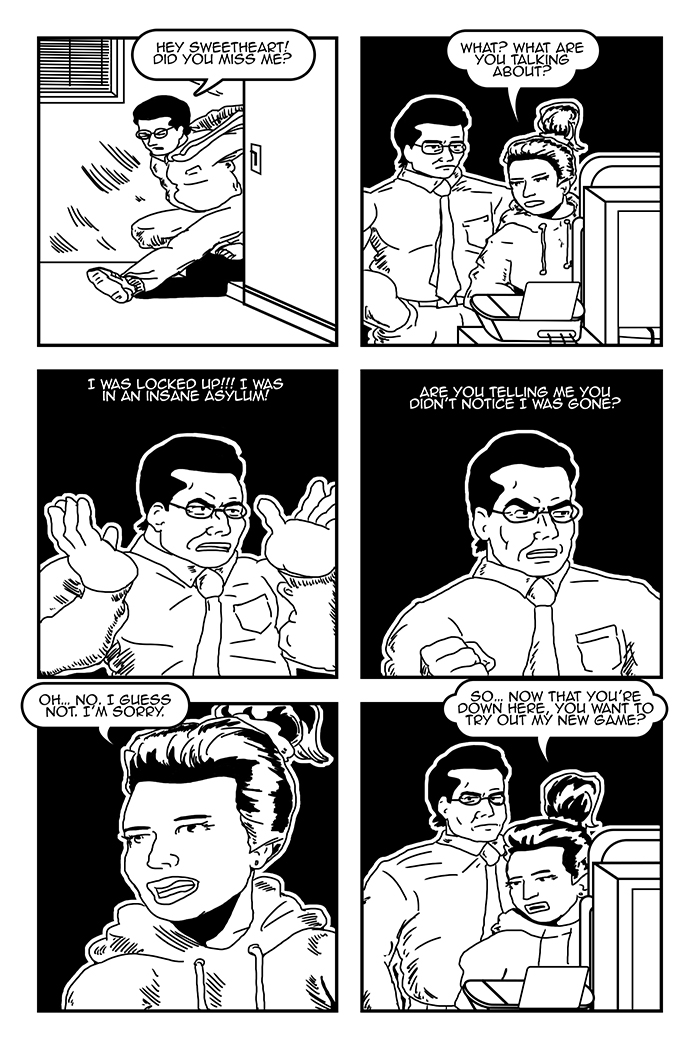 HEY SWEETHEART!
DID YOU MISS ME?
WHAT? WHAT ARE
YOU TALKING
ABOUT?
I WAS LOCKED UP!!! I WAS
IN AN INSANE ASYLUM!
ARE YOU TELLING ME YOU
DIDN'T NOTICE I WAS GONE?
OH... NO. I GUESS
NOT. I'M SORRY.
SO... NOW THAT YOU'RE
DOWN HERE, YOU WANT TO
TRY OUT MY NEW GAME?